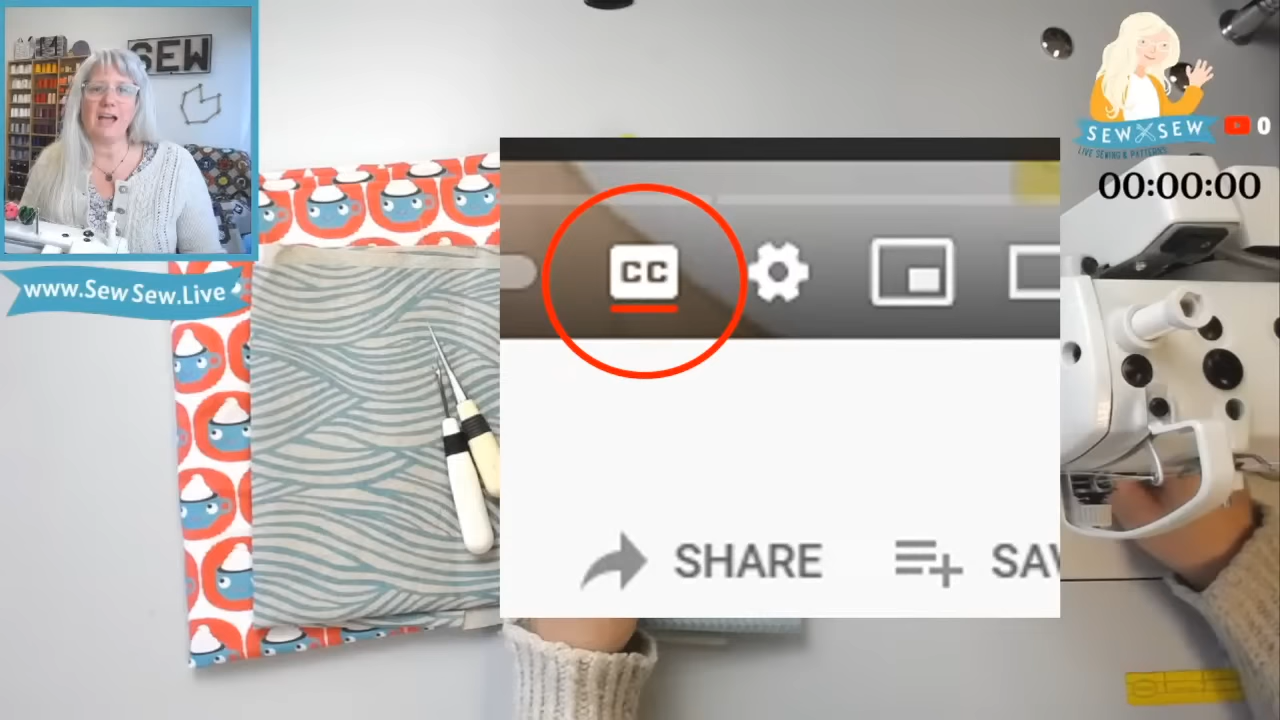 SEW
SEW SEW
LIVE SEWING & PATTERNS
0
00:00:00
www.SewSew.Live
CC
SHARE
SAV